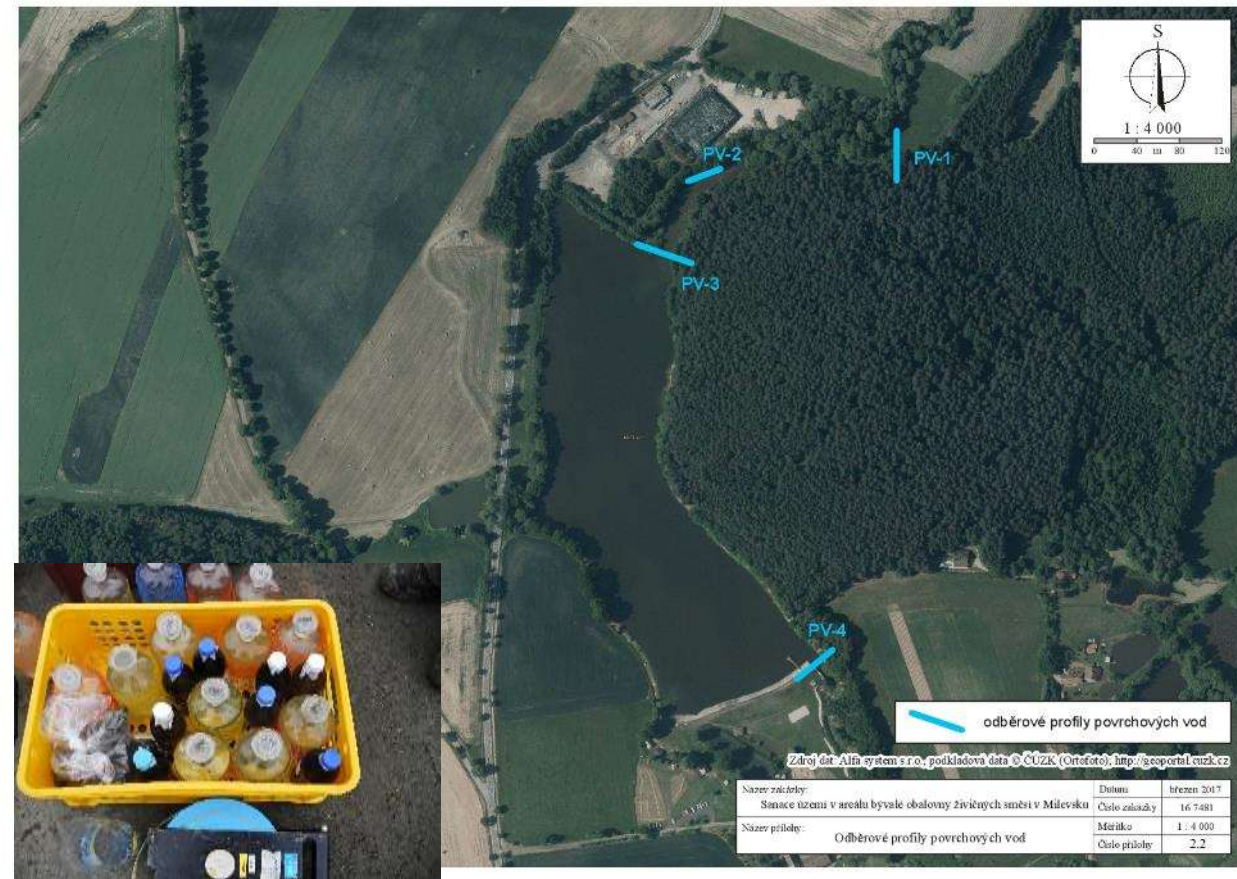 S
1 : 4 000
0 40 m 80 120
PV-1
PV-2
PV-3
PV-4
odběrové profily povrchových vod
Zdroj dat: Alfa system s r.o., podkladová data © ČÚZK (Ortofoto), http://geoportal.cuzk.cz
Název zakázky: Datum březen 2017
Sanace území v areálu bývalé obalovny živičných směsí v Milevsku Číslo zakázky 16 7481
Název přílohy: Měřítko 1 : 4 000
Odběrové profily povrchových vod Číslo přílohy 2.2